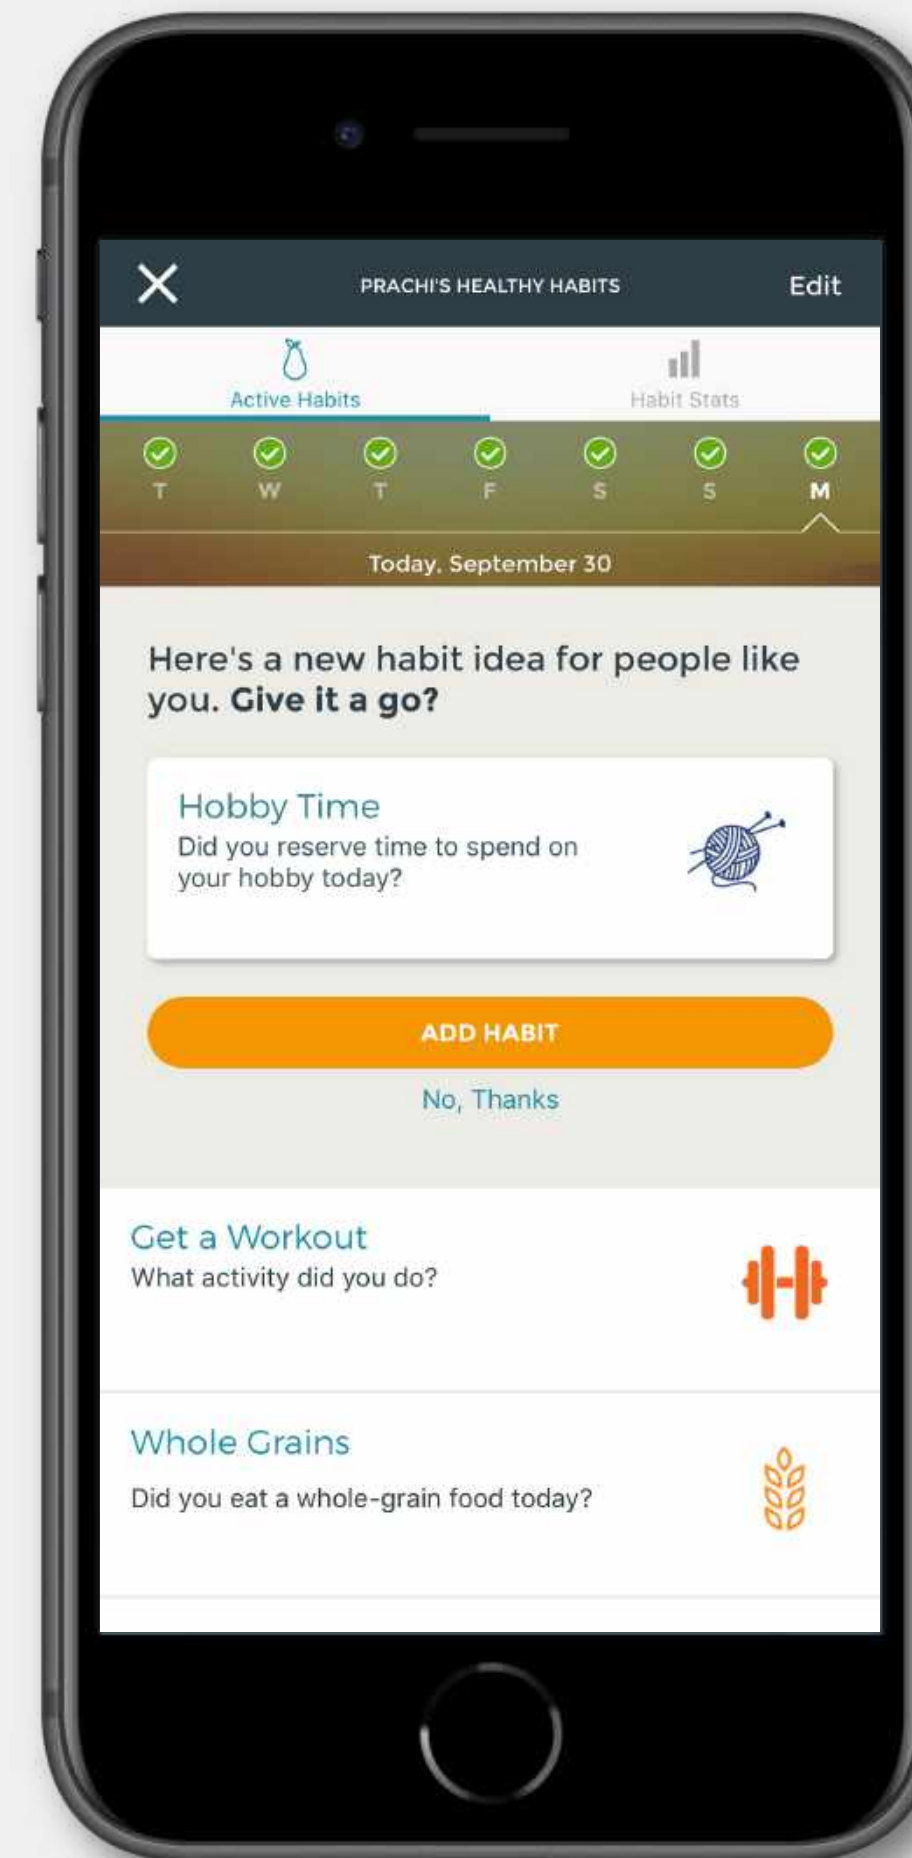 PRACHI'S HEALTHY HABITS
Edit
Active Habits
Habit Stats
T W T F S S M
Today, September 30
Here's a new habit idea for people like
you. Give it a go?
Hobby Time
Did you reserve time to spend on
your hobby today?
ADD HABIT
No, Thanks
Get a Workout
What activity did you do?
Whole Grains
Did you eat a whole-grain food today?